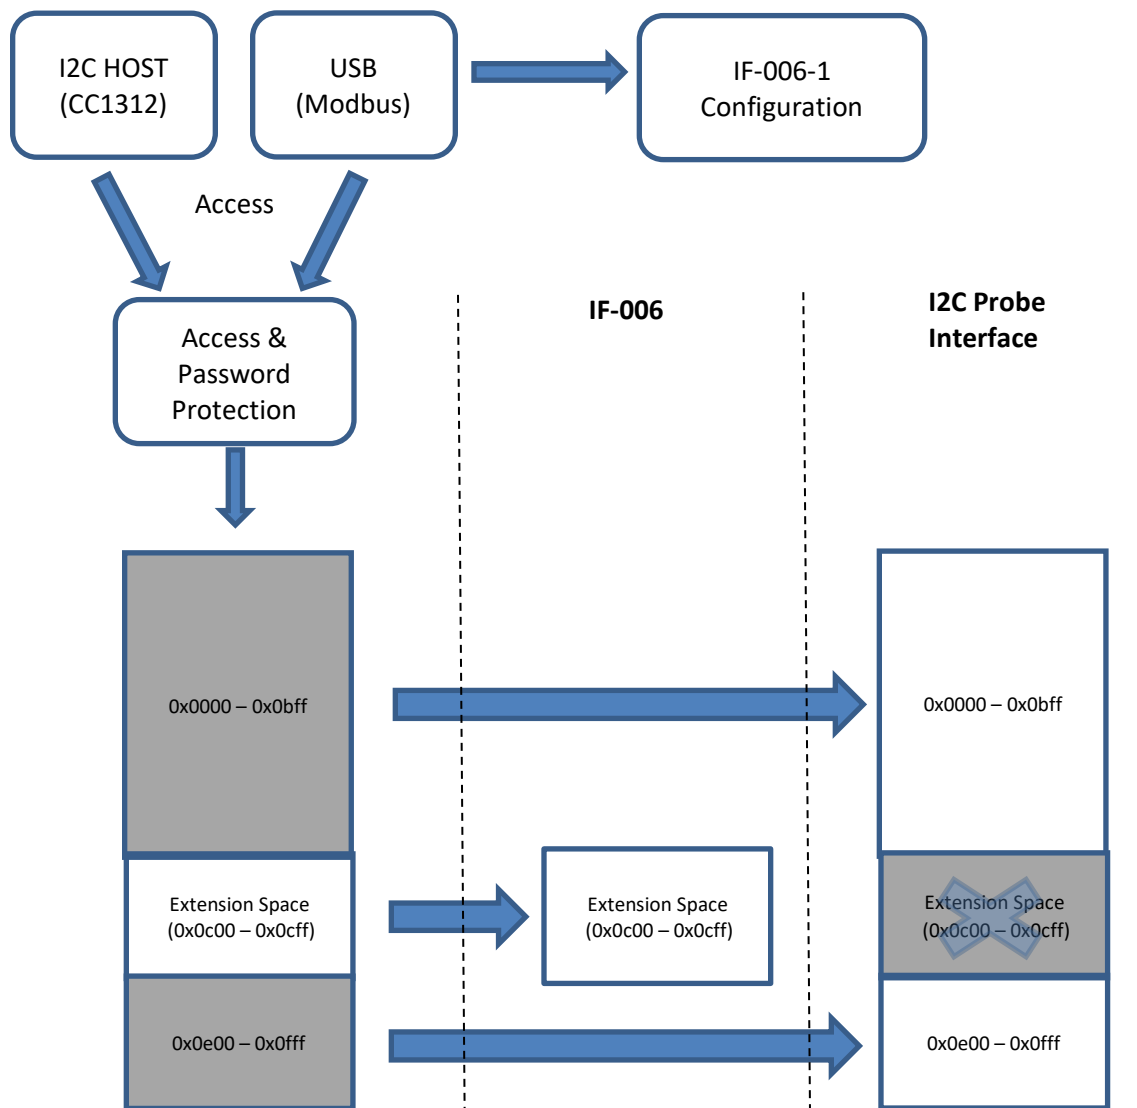 I2C HOST
(CC1312)
USB
(Modbus)
IF-006-1
Configuration
Access
Access &
Password
Protection
IF-006
I2C Probe
Interface
0x0000 – 0x0bff
0x0000 – 0x0bff
Extension Space
(0x0c00 – 0x0cff)
Extension Space
(0x0c00 – 0x0cff)
Extension Space
(0x0c00 – 0x0cff)
0x0e00 – 0x0fff
0x0e00 – 0x0fff